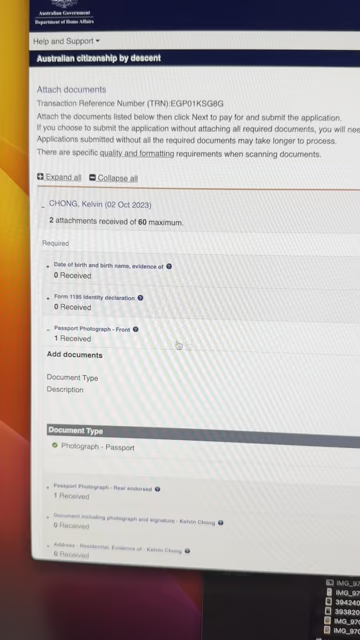 Australian Government
Department of Home Affairs
Help and Support
Australian citizenship by descent
Attach documents
Transaction Reference Number (TRN):EGP01KSG8G
Attach the documents listed below then click Next to pay for and submit the application.
If you choose to submit the application without attaching all required documents, you will nee
Applications submitted without all the required documents may take longer to process.
There are specific quality and formatting requirements when scanning documents.
Expand all Collapse all
CHONG, Kelvin (02 Oct 2023)
2 attachments received of 60 maximum.
Required
Date of birth and birth name, evidence of
0 Received
Form 1195 Identity declaration
0 Received
Passport Photograph - Front
1 Received
Add documents
Document Type
Description
Document Type
Photograph - Passport
Passport Photograph - Rear endorsed
1 Received
Document including photograph and signature - Kelvin Chong
0 Received
Address - Residential, Evidence of - Kelvin Chong
0 Received
IMG_97
IMG_97
394240
393820
IMG_97
IMG_970